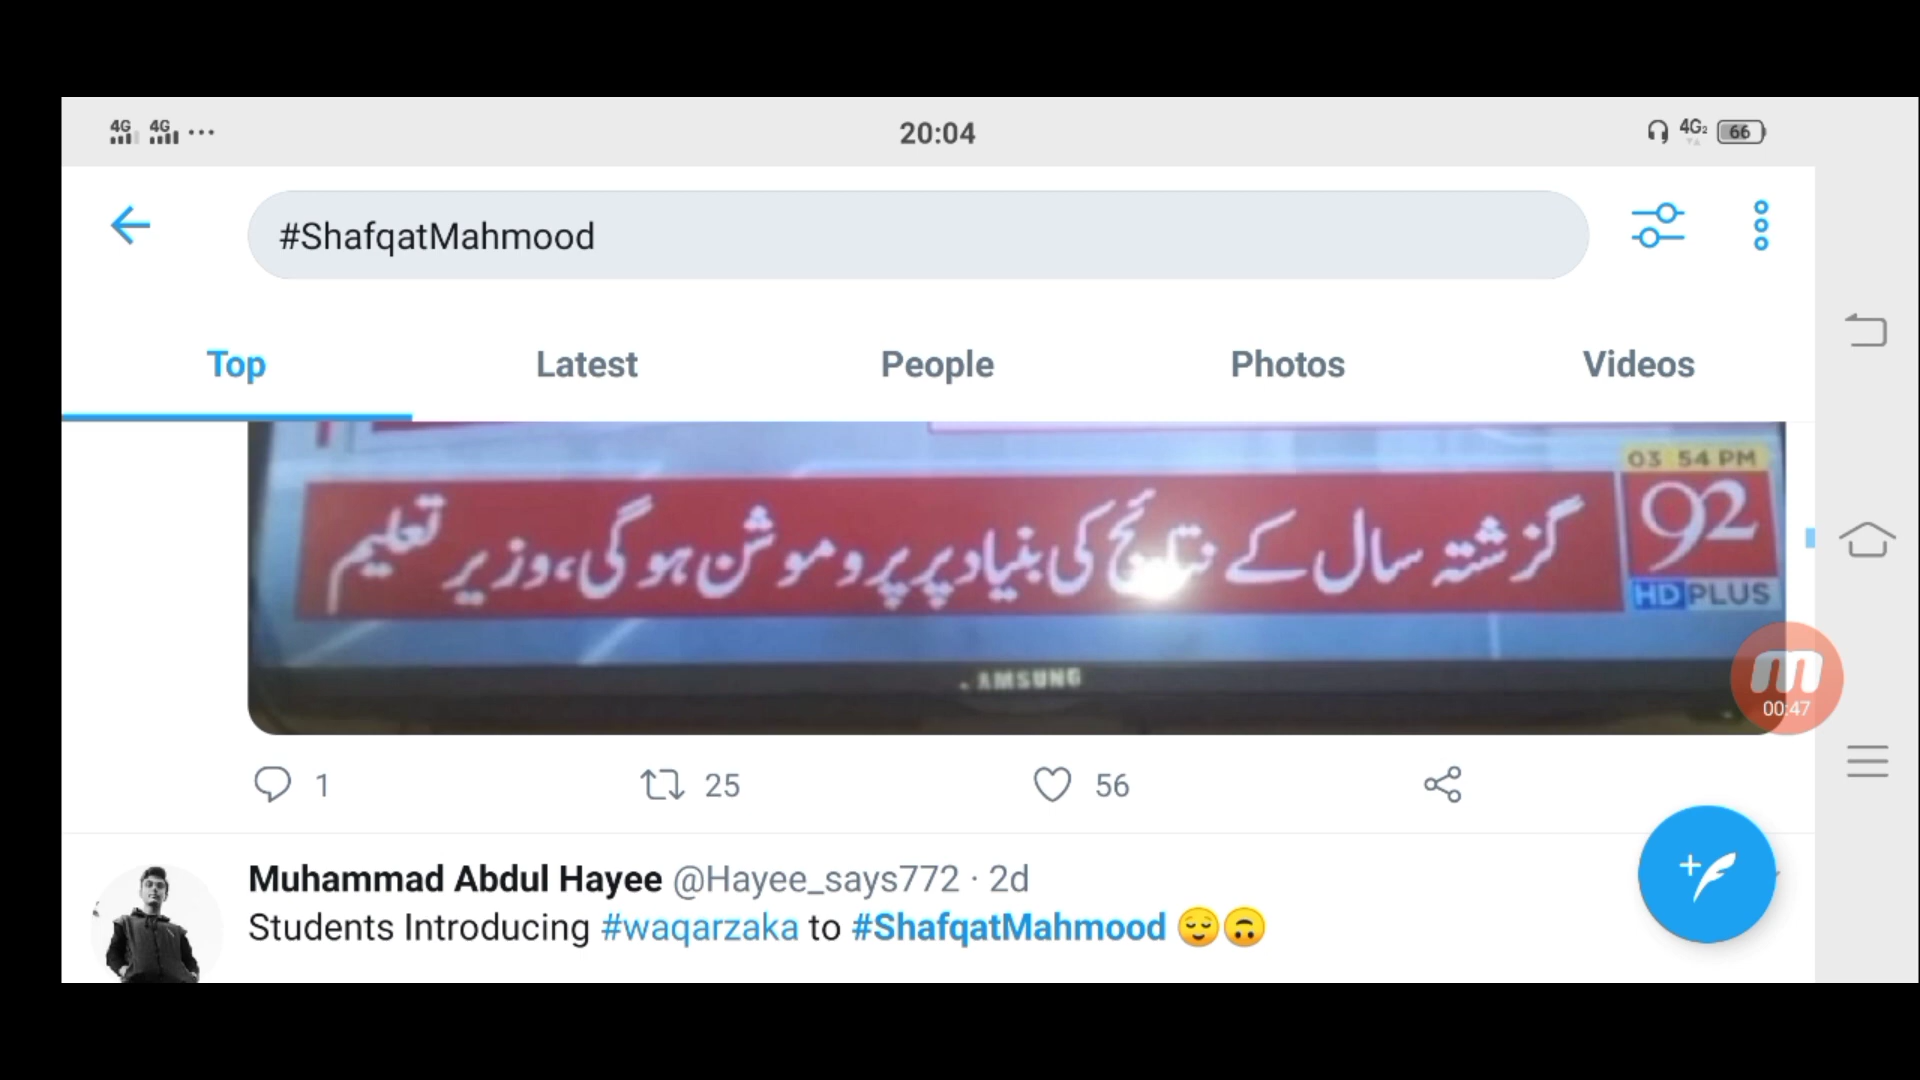 4G 4G
20:04
4G2 66
#ShafqatMahmood
Top Latest People Photos Videos
03 54 PM
گزشتہ سال کے نتائج کی بنیاد پر پروموشن ہو گی، وزیر تعلیم
92
HD PLUS
AMSUNG
00:47
1 25 56
Muhammad Abdul Hayee @Hayee_says772 · 2d
Students Introducing #waqarzaka to #ShafqatMahmood 😌🙃